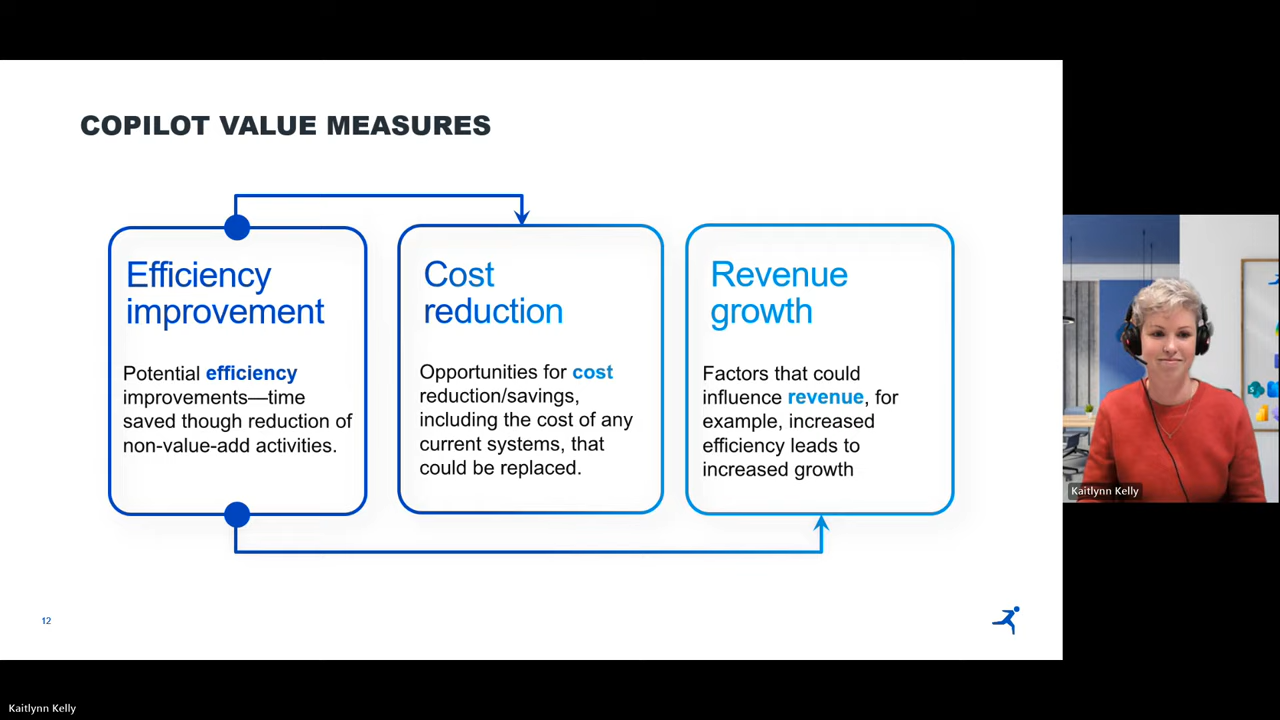 COPILOT VALUE MEASURES
Efficiency
improvement
Potential efficiency
improvements—time
saved though reduction of
non-value-add activities.
Cost
reduction
Opportunities for cost
reduction/savings,
including the cost of any
current systems, that
could be replaced.
Revenue
growth
Factors that could
influence revenue, for
example, increased
efficiency leads to
increased growth
12
Kaitlynn Kelly
Kaitlynn Kelly